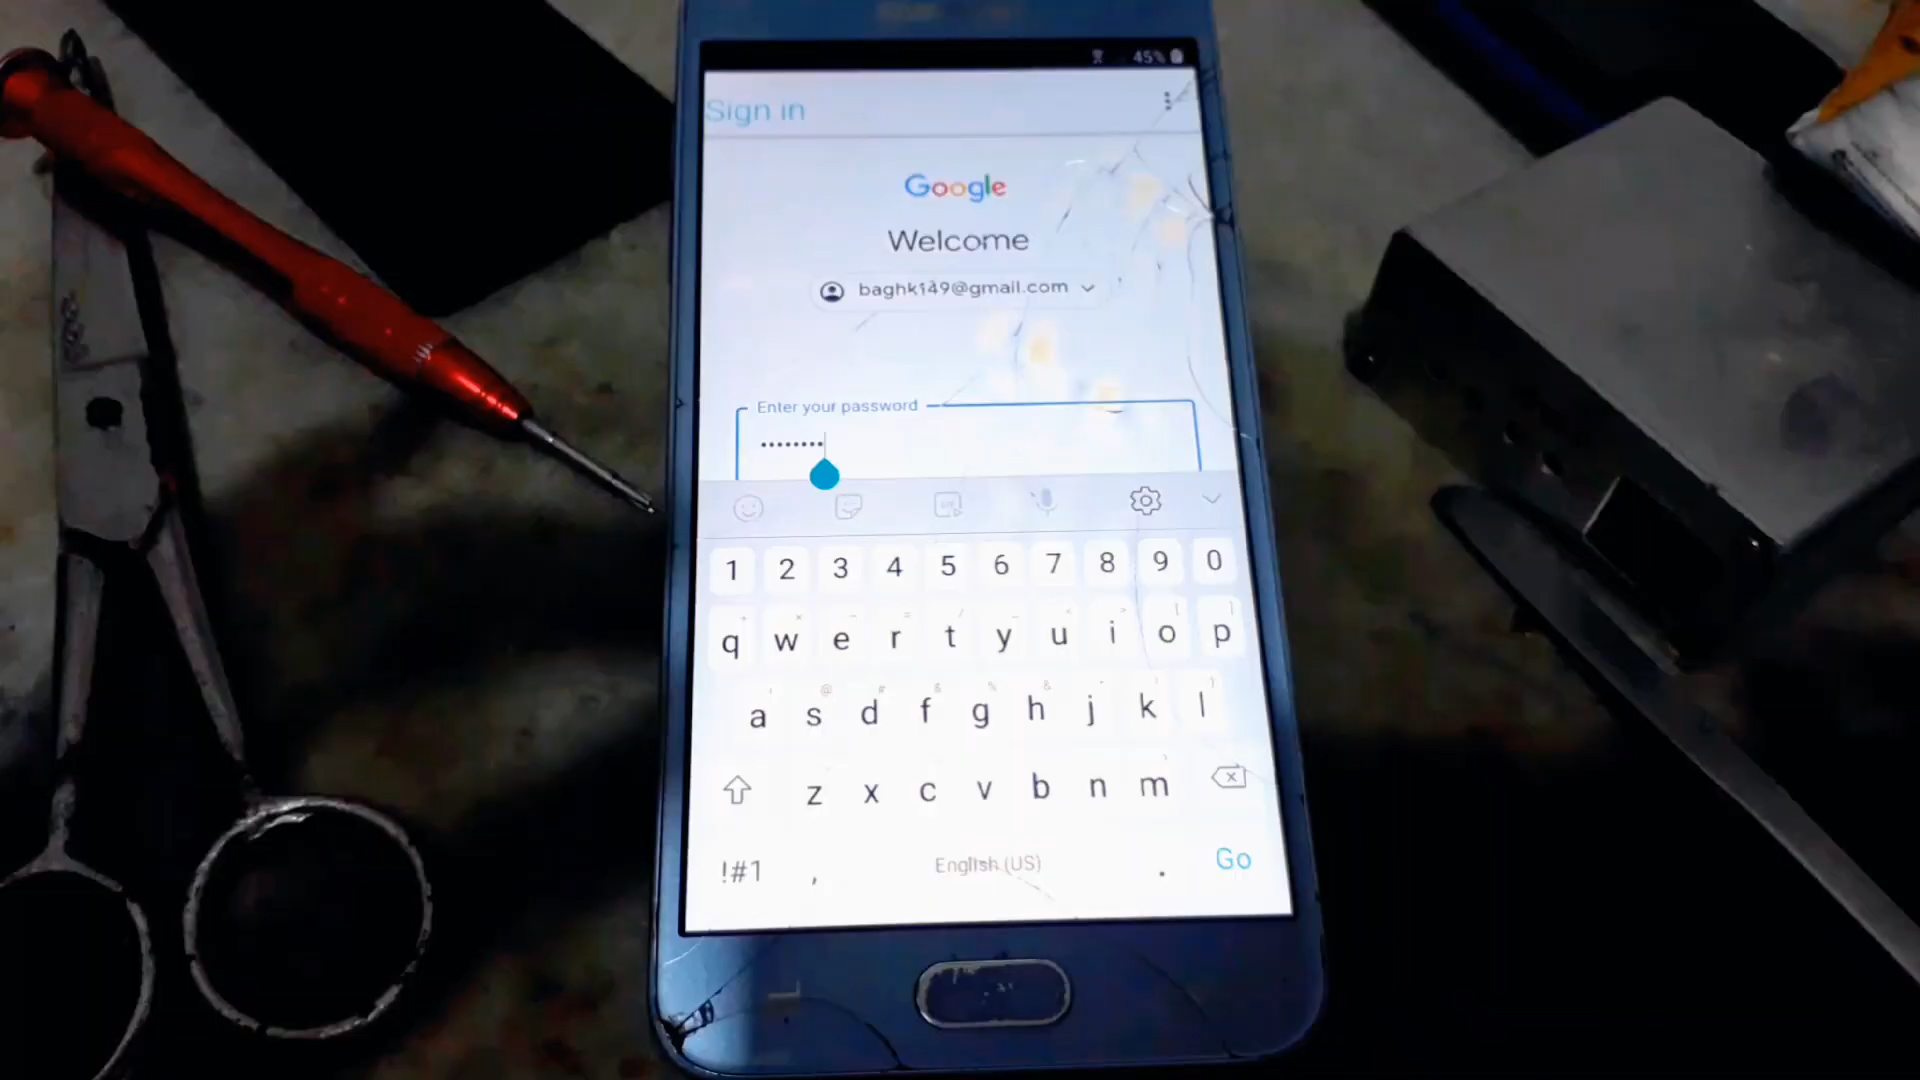 45%
Sign in
Google
Welcome
baghk149@gmail.com
Enter your password
••••••••
1 2 3 4 5 6 7 8 9 0
q w e r t y u i o p
a s d f g h j k l
z x c v b n m
!#1 , English (US) . Go